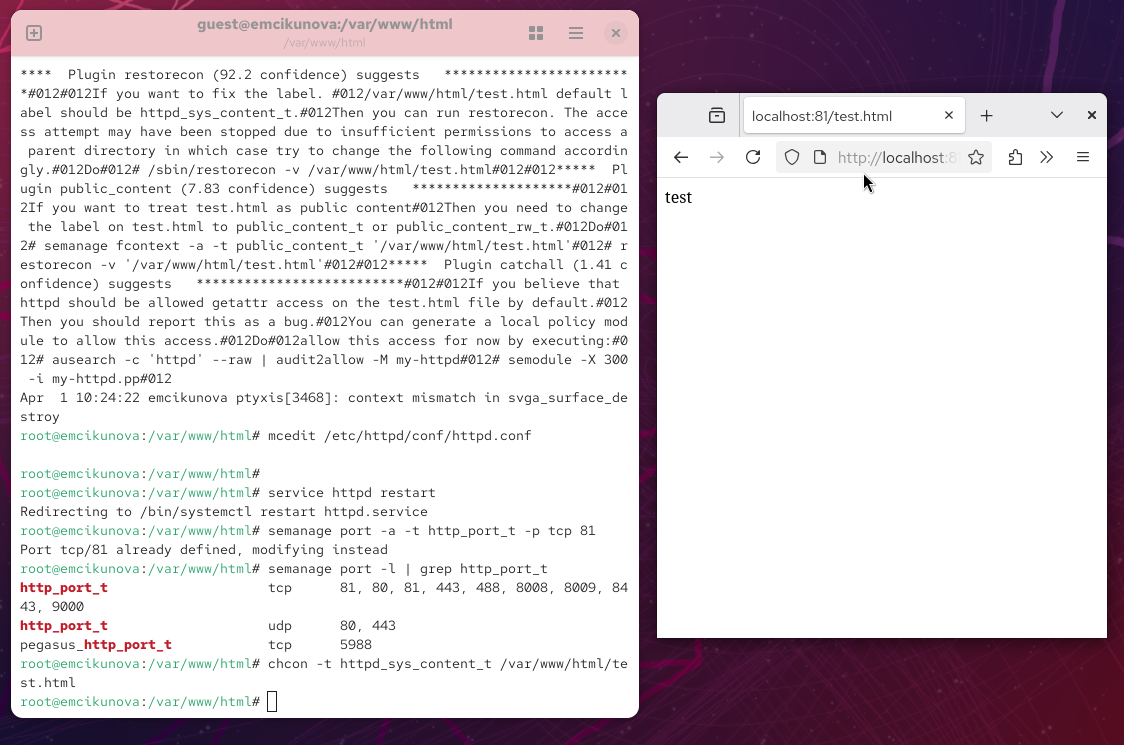 guest@emcikunova:/var/www/html
/var/www/html
****  Plugin restorecon (92.2 confidence) suggests   ***********************
*#012#012If you want to fix the label. #012/var/www/html/test.html default l
abel should be httpd_sys_content_t.#012Then you can run restorecon. The acce
ss attempt may have been stopped due to insufficient permissions to access a
 parent directory in which case try to change the following command accordin
gly.#012Do#012# /sbin/restorecon -v /var/www/html/test.html#012#012*****  Pl
ugin public_content (7.83 confidence) suggests   ********************#012#01
2If you want to treat test.html as public content#012Then you need to change
 the label on test.html to public_content_t or public_content_rw_t.#012Do#01
2# semanage fcontext -a -t public_content_t '/var/www/html/test.html'#012# r
estorecon -v '/var/www/html/test.html'#012#012*****  Plugin catchall (1.41 c
onfidence) suggests   **************************#012#012If you believe that
httpd should be allowed getattr access on the test.html file by default.#012
Then you should report this as a bug.#012You can generate a local policy mod
ule to allow this access.#012Do#012allow this access for now by executing:#0
12# ausearch -c 'httpd' --raw | audit2allow -M my-httpd#012# semodule -X 300
 -i my-httpd.pp#012
Apr  1 10:24:22 emcikunova ptyxis[3468]: context mismatch in svga_surface_de
stroy
root@emcikunova:/var/www/html# mcedit /etc/httpd/conf/httpd.conf
root@emcikunova:/var/www/html#
root@emcikunova:/var/www/html# service httpd restart
Redirecting to /bin/systemctl restart httpd.service
root@emcikunova:/var/www/html# semanage port -a -t http_port_t -p tcp 81
Port tcp/81 already defined, modifying instead
root@emcikunova:/var/www/html# semanage port -l | grep http_port_t
http_port_t                    tcp      81, 80, 81, 443, 488, 8008, 8009, 84
43, 9000
http_port_t                    udp      80, 443
pegasus_http_port_t            tcp      5988
root@emcikunova:/var/www/html# chcon -t httpd_sys_content_t /var/www/html/te
st.html
root@emcikunova:/var/www/html#
localhost:81/test.html
http://localhost:8
test